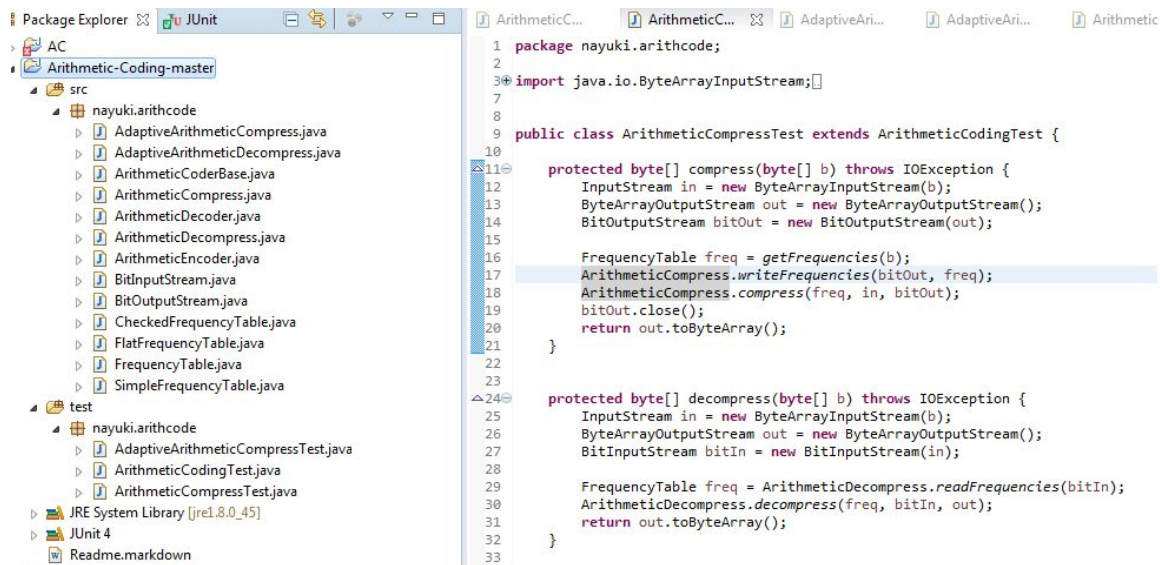 Package Explorer
JUnit
AC
Arithmetic-Coding-master
src
nayuki.arithcode
AdaptiveArithmeticCompress.java
AdaptiveArithmeticDecompress.java
ArithmeticCoderBase.java
ArithmeticCompress.java
ArithmeticDecoder.java
ArithmeticDecompress.java
ArithmeticEncoder.java
BitInputStream.java
BitOutputStream.java
CheckedFrequencyTable.java
FlatFrequencyTable.java
FrequencyTable.java
SimpleFrequencyTable.java
test
nayuki.arithcode
AdaptiveArithmeticCompressTest.java
ArithmeticCodingTest.java
ArithmeticCompressTest.java
JRE System Library [jre1.8.0_45]
JUnit 4
Readme.markdown
ArithmeticC... ArithmeticC... AdaptiveAri... AdaptiveAri... Arithmetic
1 package nayuki.arithcode;
2
3 import java.io.ByteArrayInputStream;
7
8
9 public class ArithmeticCompressTest extends ArithmeticCodingTest {
10
11 protected byte[] compress(byte[] b) throws IOException {
12 InputStream in = new ByteArrayInputStream(b);
13 ByteArrayOutputStream out = new ByteArrayOutputStream();
14 BitOutputStream bitOut = new BitOutputStream(out);
15
16 FrequencyTable freq = getFrequencies(b);
17 ArithmeticCompress.writeFrequencies(bitOut, freq);
18 ArithmeticCompress.compress(freq, in, bitOut);
19 bitOut.close();
20 return out.toByteArray();
21 }
22
23
24 protected byte[] decompress(byte[] b) throws IOException {
25 InputStream in = new ByteArrayInputStream(b);
26 ByteArrayOutputStream out = new ByteArrayOutputStream();
27 BitInputStream bitIn = new BitInputStream(in);
28
29 FrequencyTable freq = ArithmeticDecompress.readFrequencies(bitIn);
30 ArithmeticDecompress.decompress(freq, bitIn, out);
31 return out.toByteArray();
32 }
33